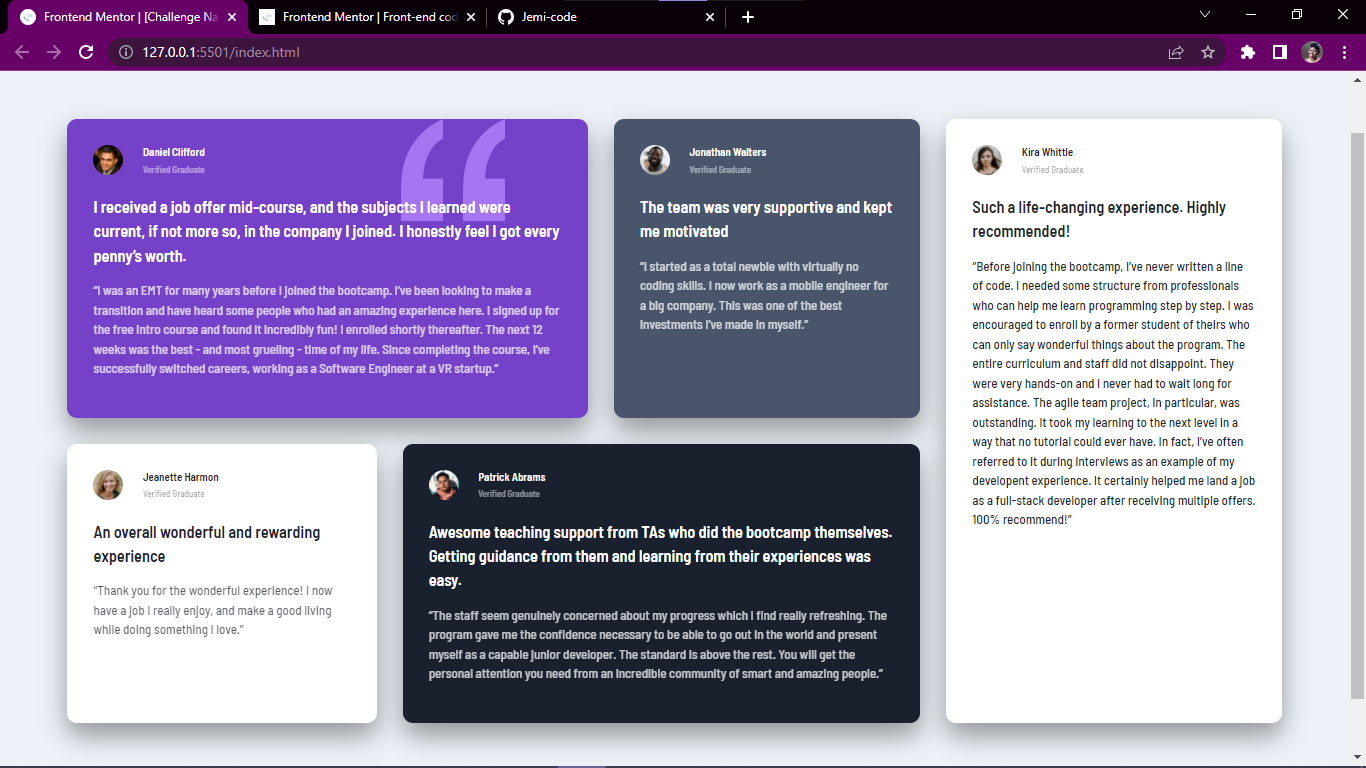 Frontend Mentor | [Challenge Na
Frontend Mentor | Front-end cod
Jemi-code
127.0.0.1:5501/index.html
Daniel Clifford
Verified Graduate
I received a job offer mid-course, and the subjects I learned were
current, if not more so, in the company I joined. I honestly feel I got every
penny’s worth.
“I was an EMT for many years before I joined the bootcamp. I’ve been looking to make a
transition and have heard some people who had an amazing experience here. I signed up for
the free intro course and found it incredibly fun! I enrolled shortly thereafter. The next 12
weeks was the best - and most grueling - time of my life. Since completing the course, I’ve
successfully switched careers, working as a Software Engineer at a VR startup.”
Jonathan Walters
Verified Graduate
The team was very supportive and kept
me motivated
“I started as a total newbie with virtually no
coding skills. I now work as a mobile engineer for
a big company. This was one of the best
investments I’ve made in myself.”
Kira Whittle
Verified Graduate
Such a life-changing experience. Highly
recommended!
“Before joining the bootcamp, I’ve never written a line
of code. I needed some structure from professionals
who can help me learn programming step by step. I was
encouraged to enroll by a former student of theirs who
can only say wonderful things about the program. The
entire curriculum and staff did not disappoint. They
were very hands-on and I never had to wait long for
assistance. The agile team project, in particular, was
outstanding. It took my learning to the next level in a
way that no tutorial could ever have. In fact, I’ve often
referred to it during interviews as an example of my
developent experience. It certainly helped me land a job
as a full-stack developer after receiving multiple offers.
100% recommend!”
Jeanette Harmon
Verified Graduate
An overall wonderful and rewarding
experience
“Thank you for the wonderful experience! I now
have a job I really enjoy, and make a good living
while doing something I love.”
Patrick Abrams
Verified Graduate
Awesome teaching support from TAs who did the bootcamp themselves.
Getting guidance from them and learning from their experiences was
easy.
“The staff seem genuinely concerned about my progress which I find really refreshing. The
program gave me the confidence necessary to be able to go out in the world and present
myself as a capable junior developer. The standard is above the rest. You will get the
personal attention you need from an incredible community of smart and amazing people.”